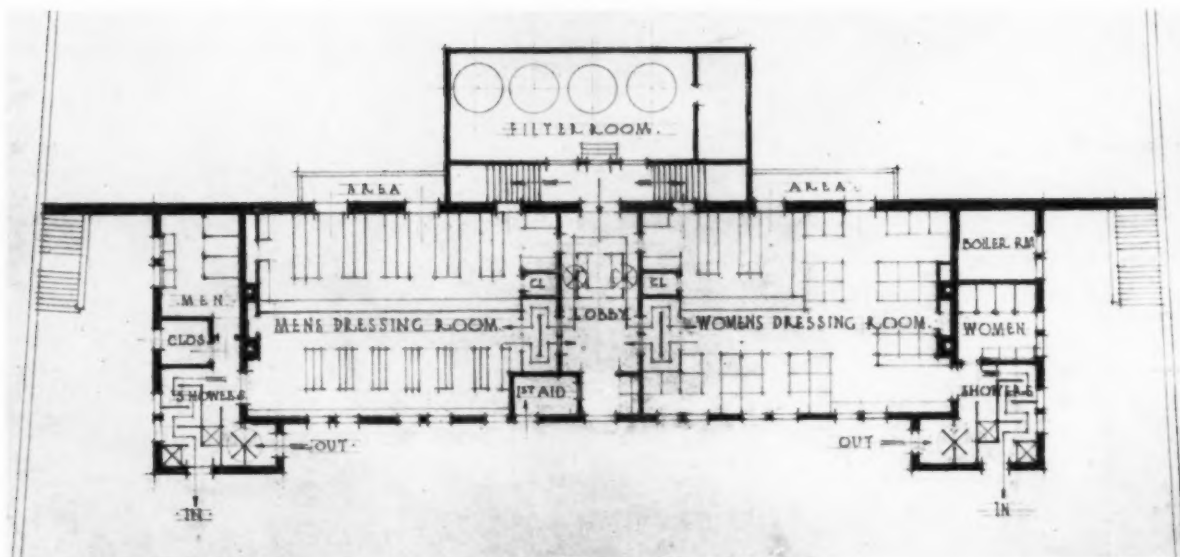 FILTER ROOM.
AREA
AREA
BOILER RM
MEN
CL
CL
LOBBY
MENS DRESSING ROOM
WOMENS DRESSING ROOM.
WOMEN
CLOS
SHOWERS
1ST AID
SHOWERS
OUT
OUT
IN
IN